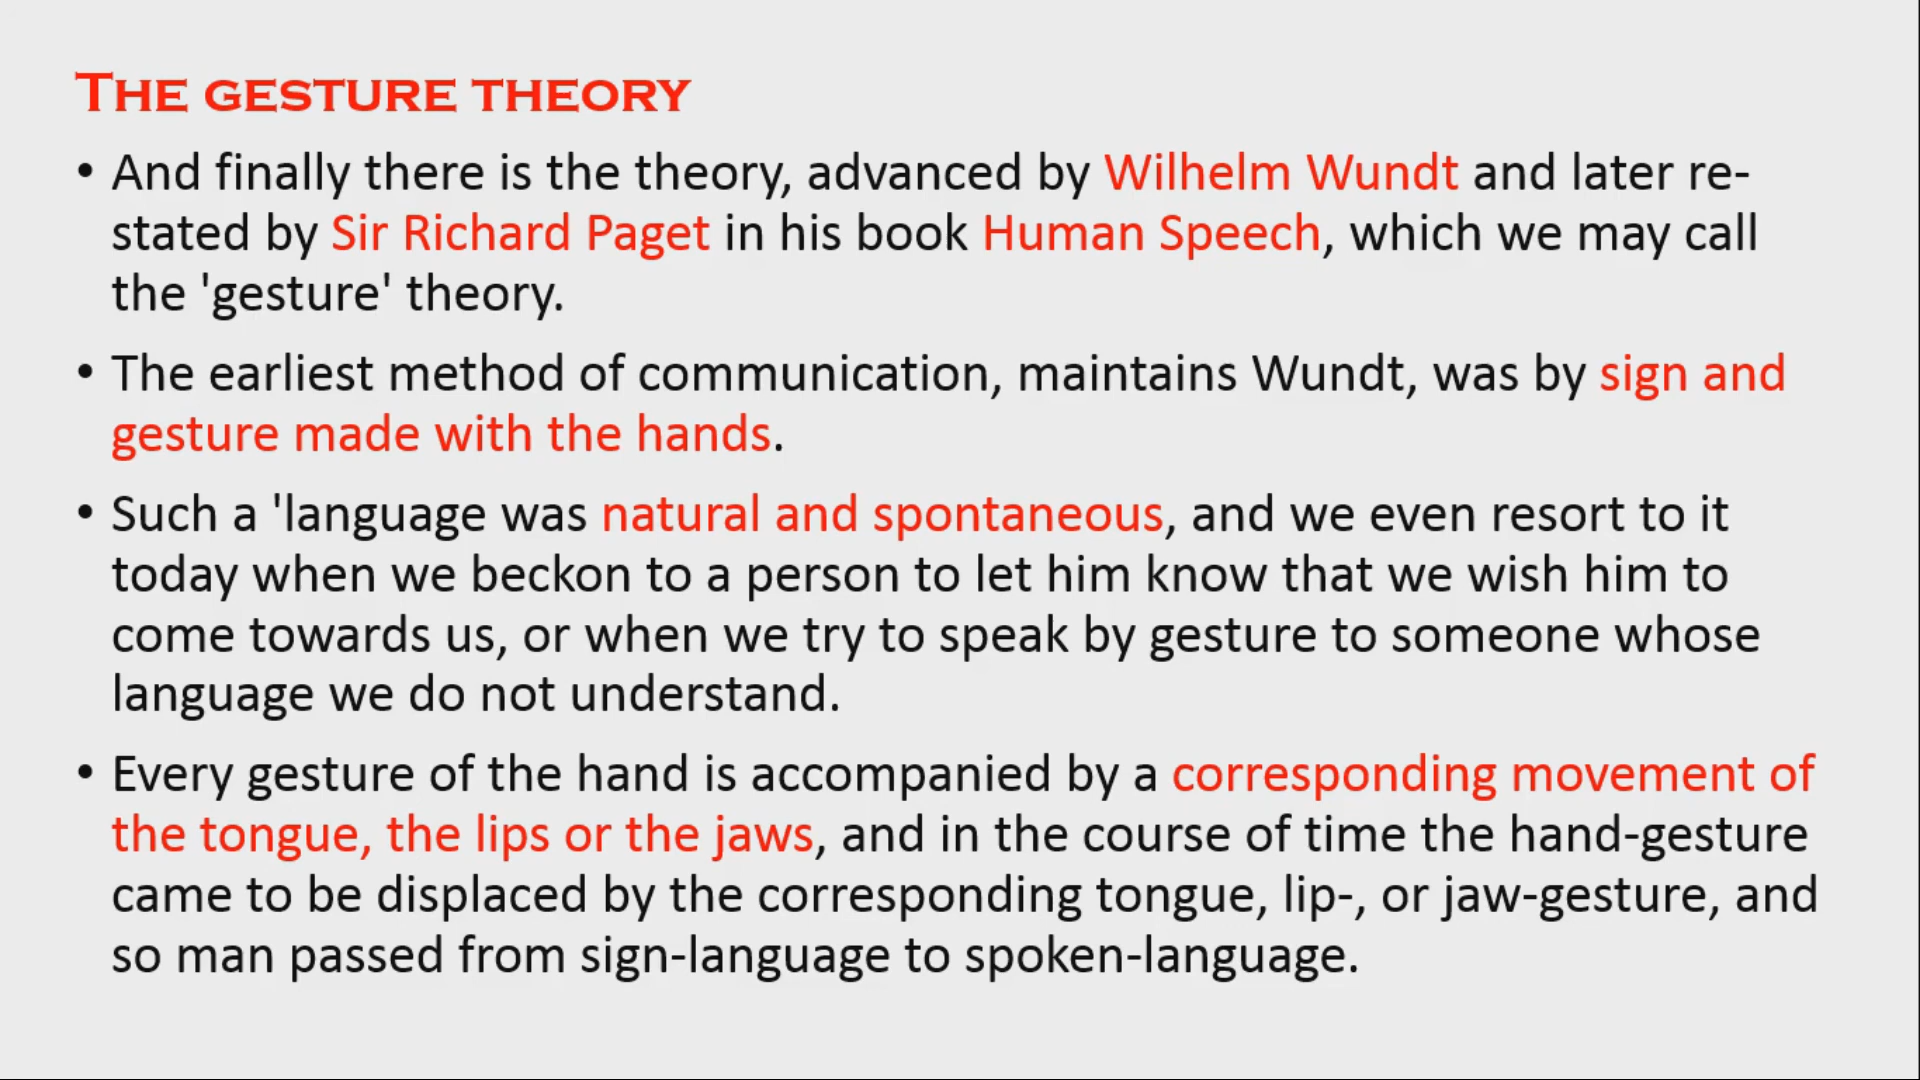 THE GESTURE THEORY
• And finally there is the theory, advanced by Wilhelm Wundt and later re-
stated by Sir Richard Paget in his book Human Speech, which we may call
the 'gesture' theory.
• The earliest method of communication, maintains Wundt, was by sign and
gesture made with the hands.
• Such a 'language was natural and spontaneous, and we even resort to it
today when we beckon to a person to let him know that we wish him to
come towards us, or when we try to speak by gesture to someone whose
language we do not understand.
• Every gesture of the hand is accompanied by a corresponding movement of
the tongue, the lips or the jaws, and in the course of time the hand-gesture
came to be displaced by the corresponding tongue, lip-, or jaw-gesture, and
so man passed from sign-language to spoken-language.